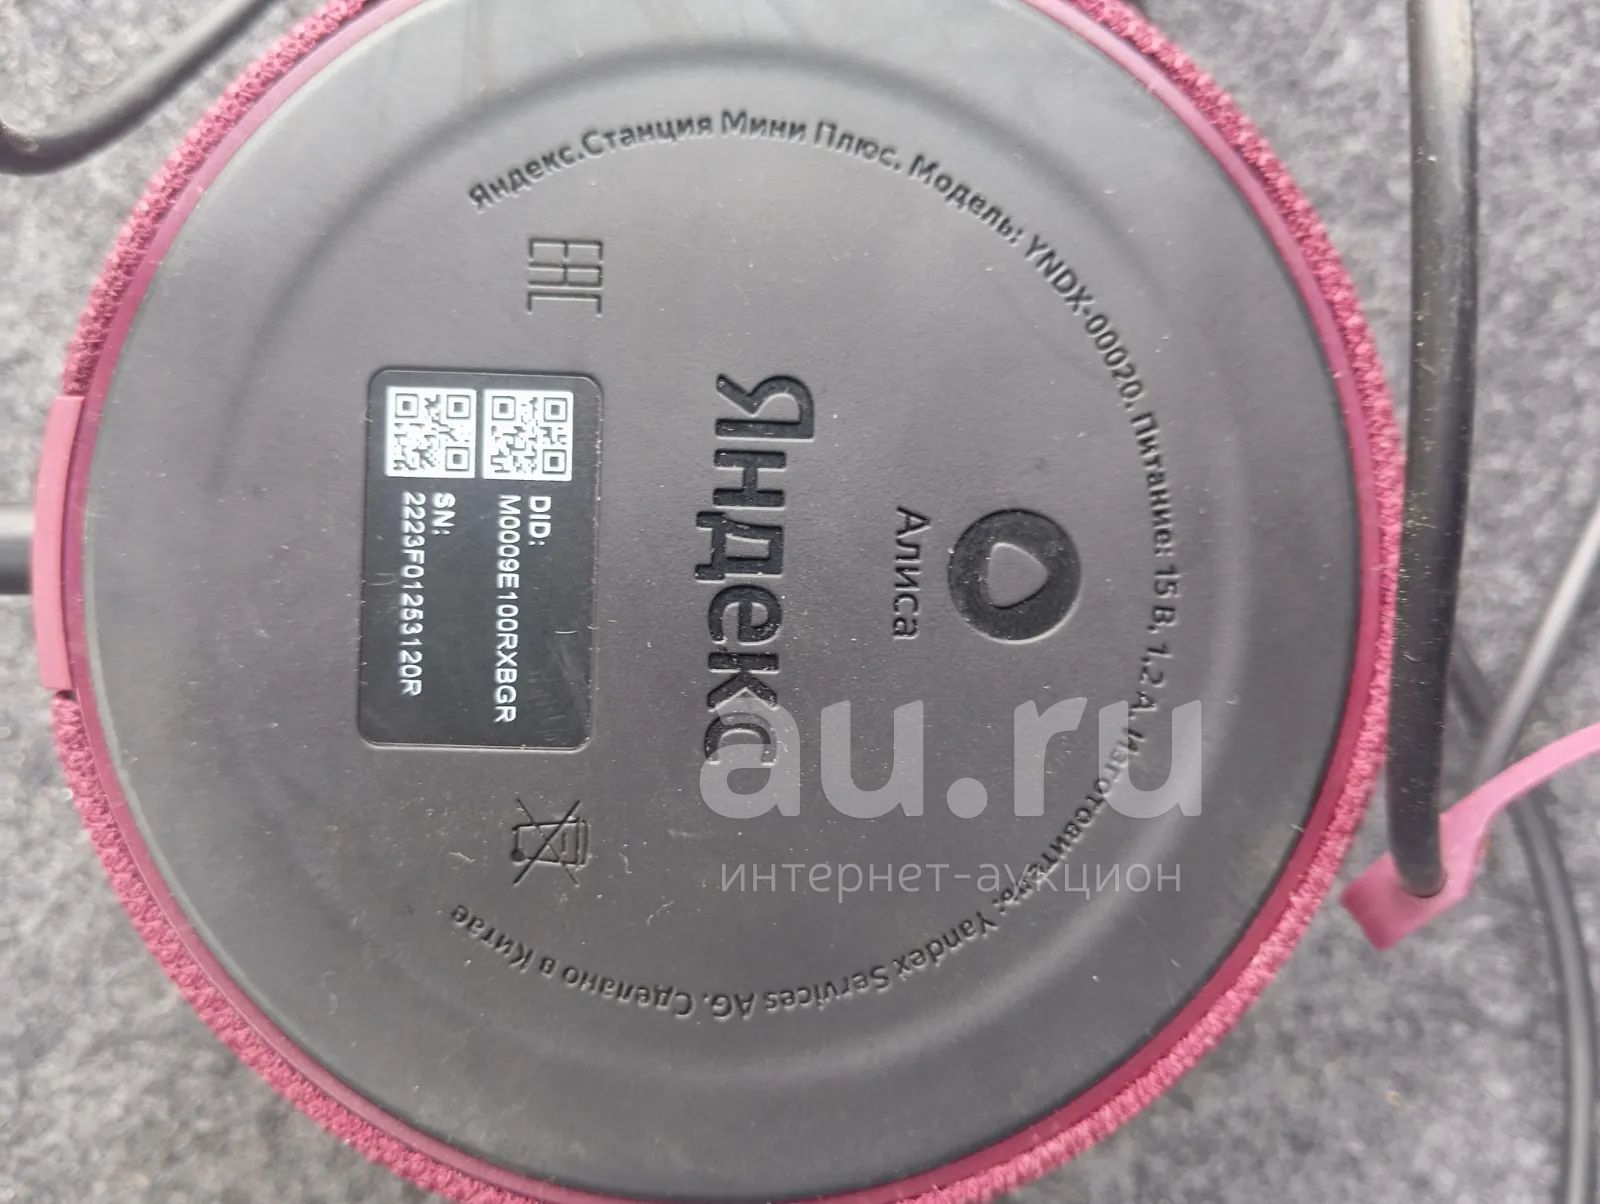 Яндекс.Станция Мини Плюс. Модель: YNDX-00020. Питание: 15 В, 1,2 А. Изготовитель: Yandex Services AG. Сделано в Китае
Алиса
Яндекс
EAC
DID:
M0009E100RXBGR
SN:
2223F01253120R
au.ru
интернет-аукцион